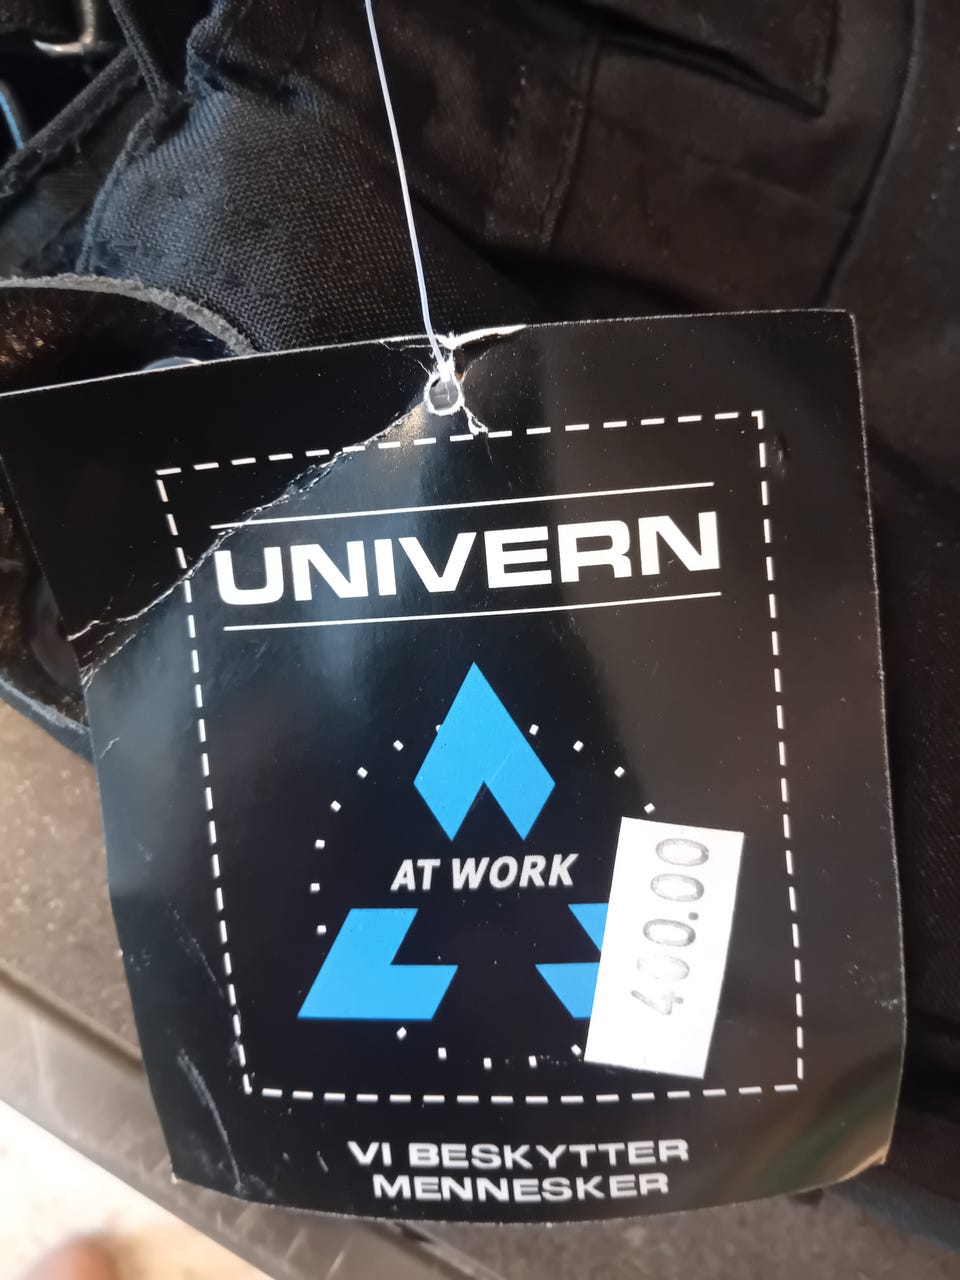 UNIVERN
AT WORK
400.00
VI BESKYTTER
MENNESKER